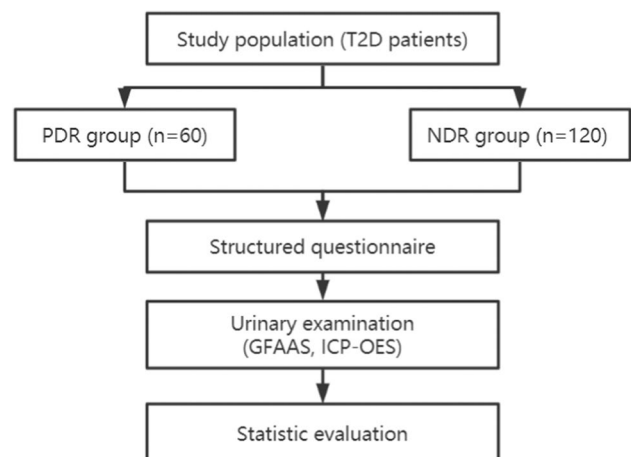 Study population (T2D patients)
PDR group (n=60)
NDR group (n=120)
Structured questionnaire
Urinary examination
(GFAAS, ICP-OES)
Statistic evaluation